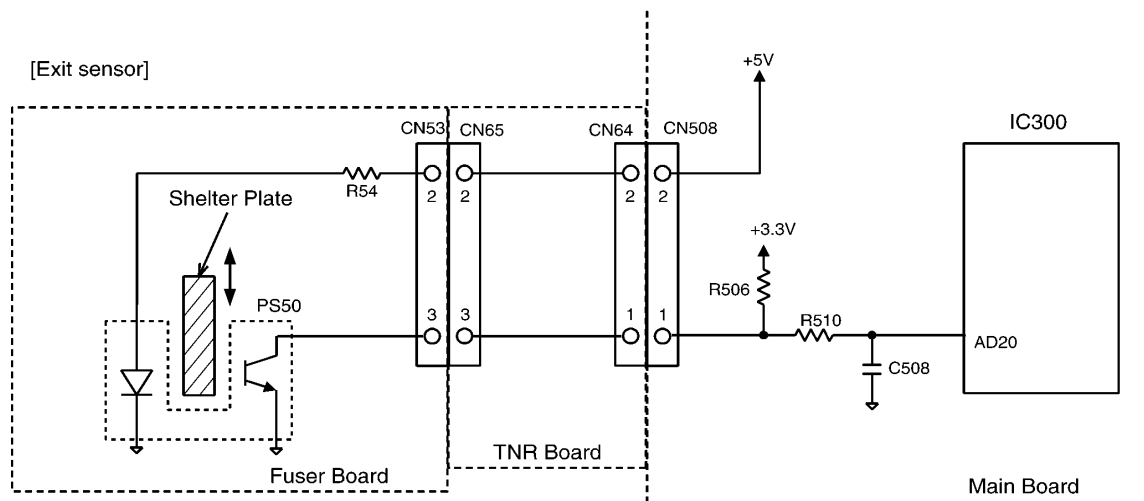 [Exit sensor]
+5V
CN53
CN65
CN64
CN508
IC300
R54
2
2
2
2
Shelter Plate
+3.3V
R506
PS50
3
3
1
1
R510
AD20
C508
TNR Board
Fuser Board
Main Board